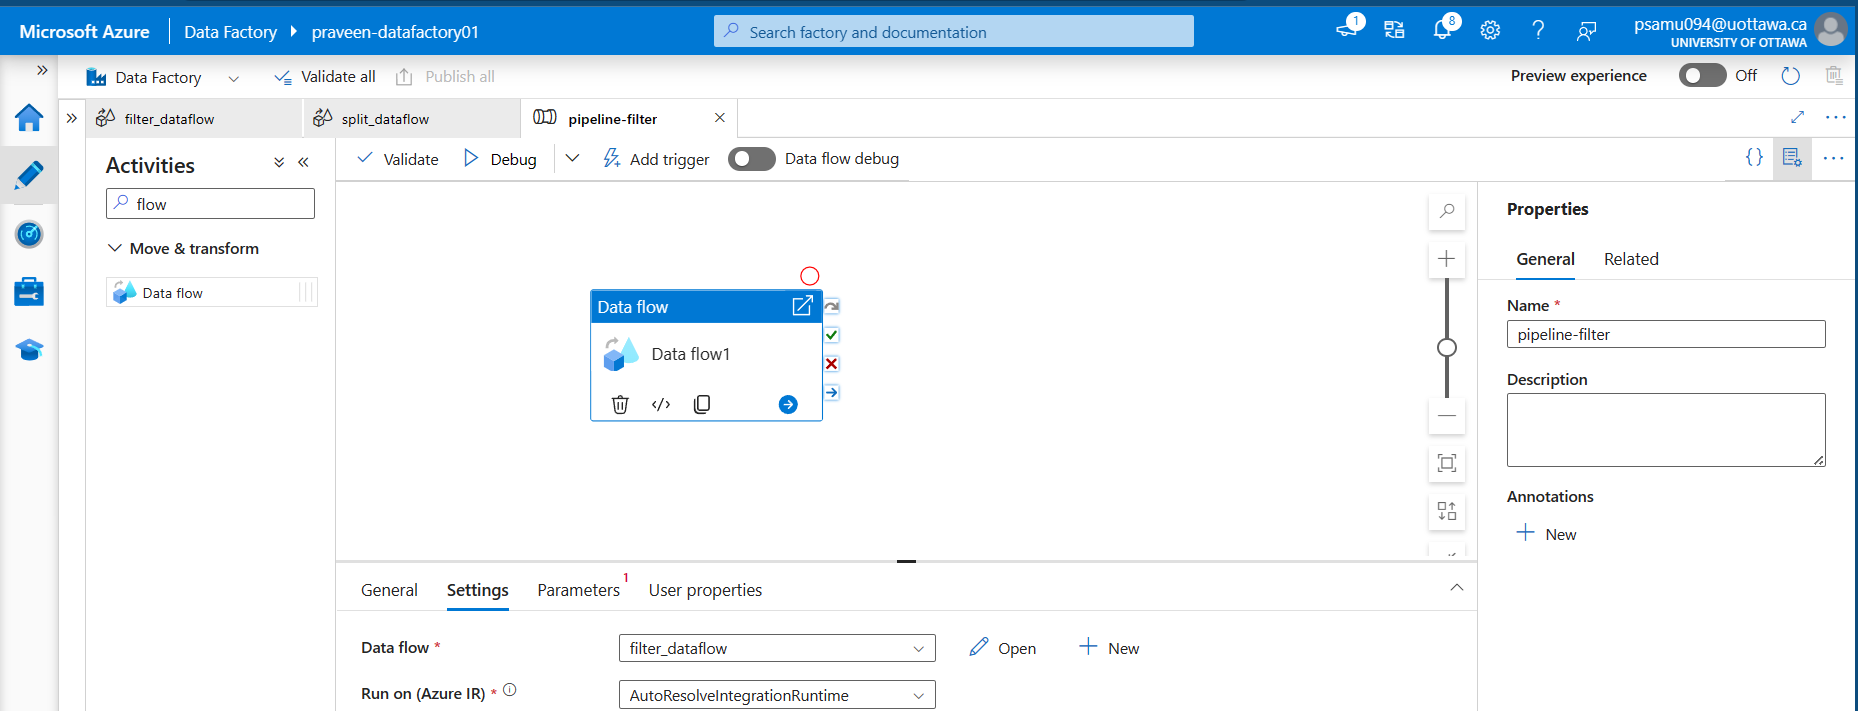 Microsoft Azure Data Factory praveen-datafactory01 Search factory and documentation 1 8 psamu094@uottawa.ca
UNIVERSITY OF OTTAWA
Data Factory Validate all Publish all Preview experience Off
filter_dataflow split_dataflow pipeline-filter
Activities Validate Debug Add trigger Data flow debug {}
flow
Move & transform
Data flow
Data flow
Data flow1
</>
Properties
General Related
Name *
pipeline-filter
Description
Annotations
New
General Settings Parameters 1 User properties
Data flow * filter_dataflow Open New
Run on (Azure IR) * AutoResolveIntegrationRuntime